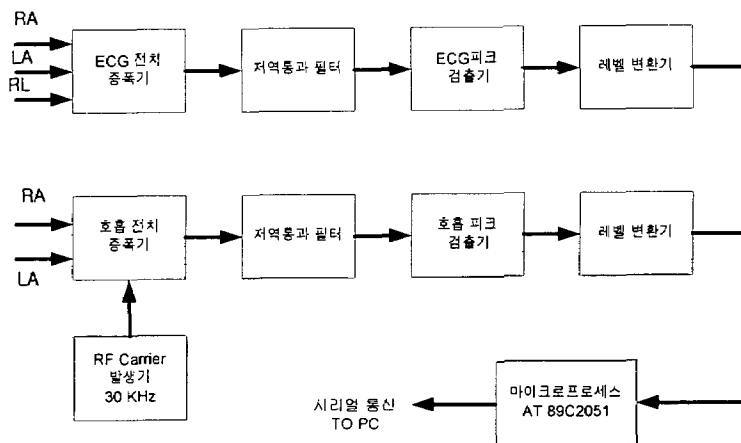 RA
LA
RL
ECG 전치
증폭기
저역통과 필터
ECG피크
검출기
레벨 변환기
RA
LA
호흡 전치
증폭기
저역통과 필터
호흡 피크
검출기
레벨 변환기
RF Carrier
발생기
30 KHz
시리얼 통신
TO PC
마이크로프로세스
AT 89C2051